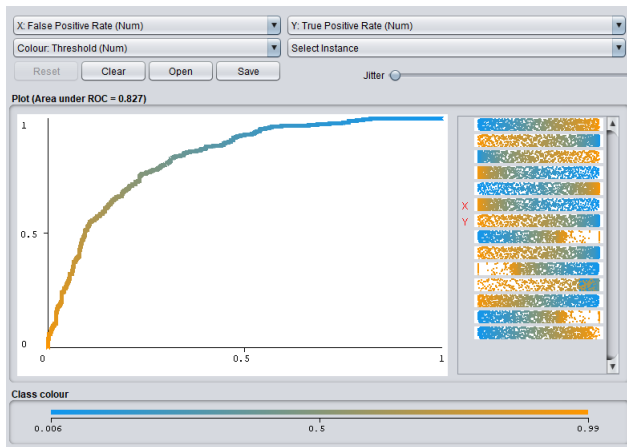 X: False Positive Rate (Num) Y: True Positive Rate (Num)
Colour: Threshold (Num) Select Instance
Reset Clear Open Save Jitter
Plot (Area under ROC = 0.827)
1
X
Y
0.5
0
0 0.5 1
Class colour
0.006 0.5 0.99